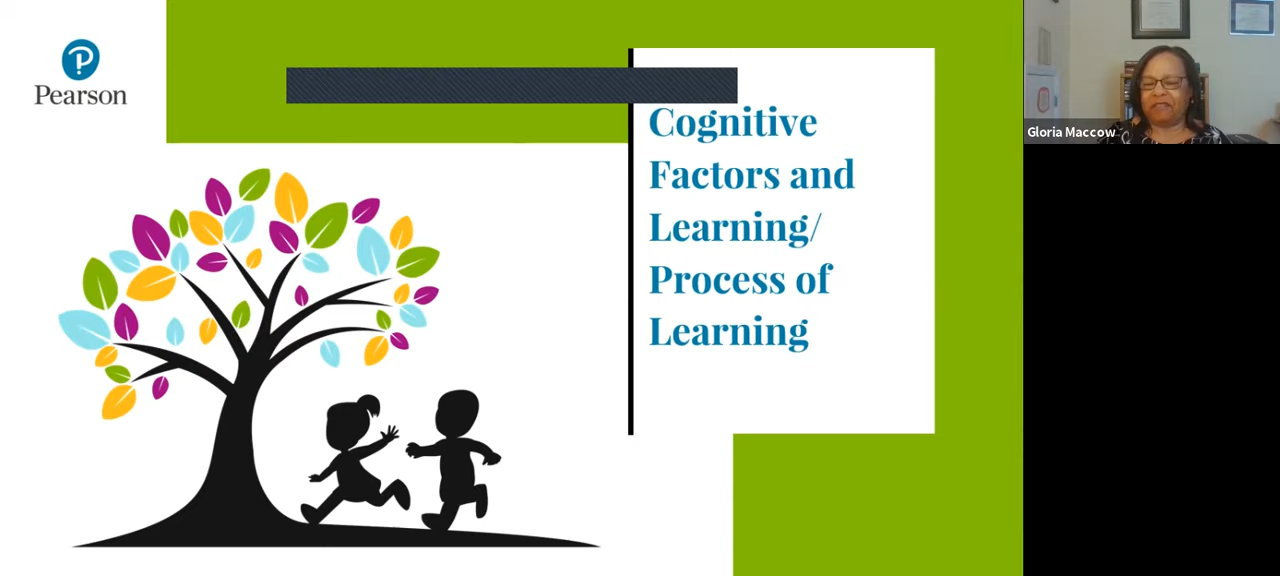 Pearson
Cognitive
Factors and
Learning/
Process of
Learning
Gloria Maccow